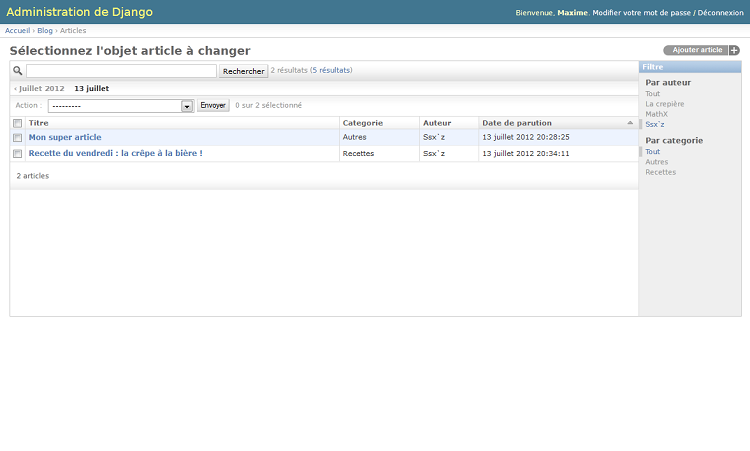 Administration de Django
Bienvenue, Maxime. Modifier votre mot de passe / Déconnexion
Accueil › Blog › Articles
Sélectionnez l'objet article à changer
Ajouter article +
Rechercher 2 résultats (5 résultats)
‹ Juillet 2012 13 juillet
Action : --------- Envoyer 0 sur 2 sélectionné
Titre Categorie Auteur Date de parution
Mon super article Autres Ssx`z 13 juillet 2012 20:28:25
Recette du vendredi : la crêpe à la bière ! Recettes Ssx`z 13 juillet 2012 20:34:11
2 articles
Filtre
Par auteur
Tout
La crepière
MathX
Ssx`z
Par categorie
Tout
Autres
Recettes